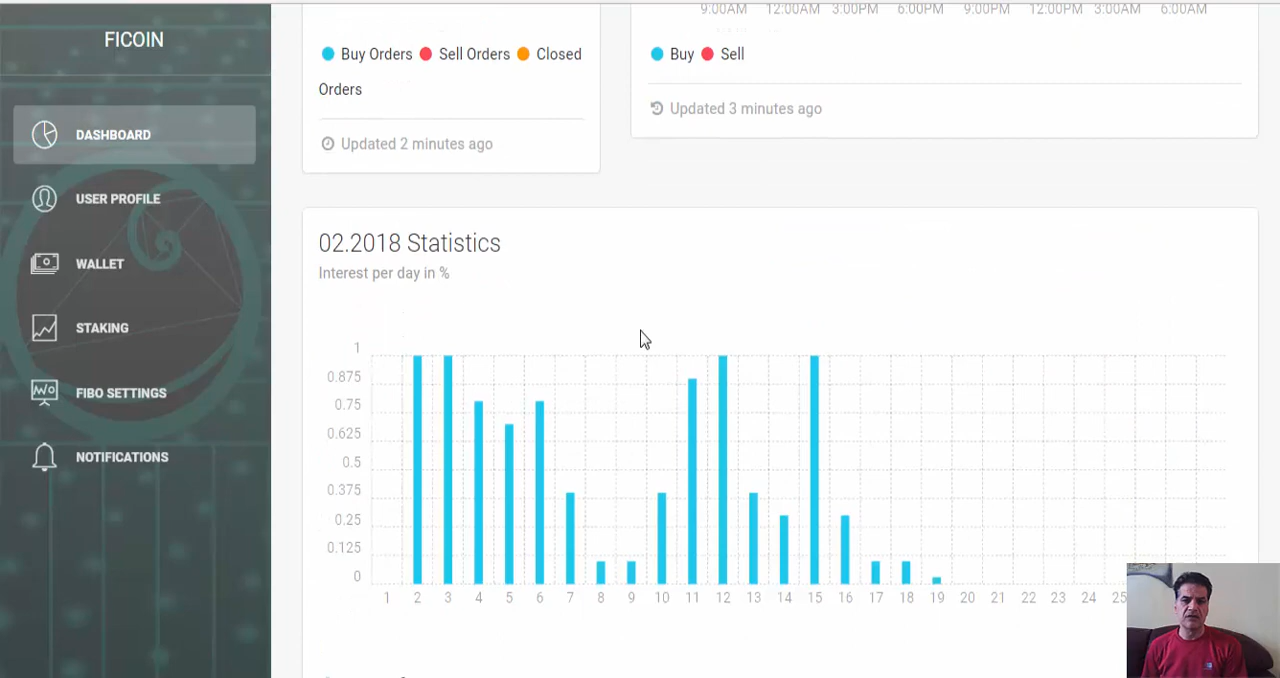 FICOIN
DASHBOARD
USER PROFILE
WALLET
STAKING
FIBO SETTINGS
NOTIFICATIONS
Buy Orders Sell Orders Closed
Orders
Updated 2 minutes ago
9:00AM 12:00AM 3:00PM 6:00PM 9:00PM 12:00PM 3:00AM 6:00AM
Buy Sell
Updated 3 minutes ago
02.2018 Statistics
Interest per day in %
1
0.875
0.75
0.625
0.5
0.375
0.25
0.125
0
1 2 3 4 5 6 7 8 9 10 11 12 13 14 15 16 17 18 19 20 21 22 23 24 25